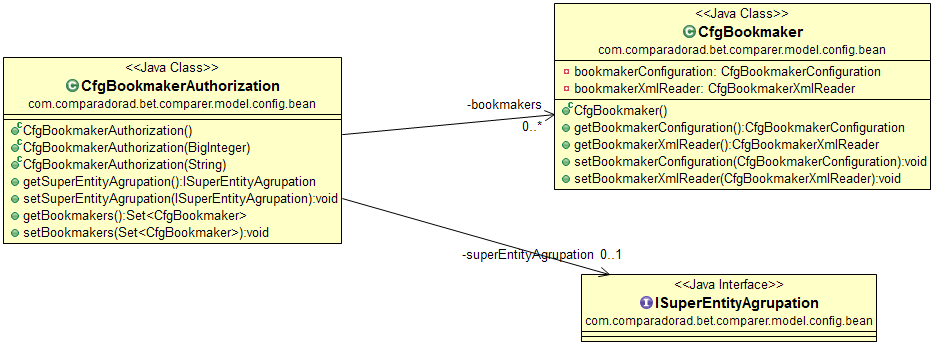 <<Java Class>>
CfgBookmakerAuthorization
com.comparadorad.bet.comparer.model.config.bean
CfgBookmakerAuthorization()
CfgBookmakerAuthorization(BigInteger)
CfgBookmakerAuthorization(String)
getSuperEntityAgrupation():ISuperEntityAgrupation
setSuperEntityAgrupation(ISuperEntityAgrupation):void
getBookmakers():Set<CfgBookmaker>
setBookmakers(Set<CfgBookmaker>):void
-bookmakers
0..*
<<Java Class>>
CfgBookmaker
com.comparadorad.bet.comparer.model.config.bean
bookmakerConfiguration: CfgBookmakerConfiguration
bookmakerXmlReader: CfgBookmakerXmlReader
CfgBookmaker()
getBookmakerConfiguration():CfgBookmakerConfiguration
getBookmakerXmlReader():CfgBookmakerXmlReader
setBookmakerConfiguration(CfgBookmakerConfiguration):void
setBookmakerXmlReader(CfgBookmakerXmlReader):void
-superEntityAgrupation 0..1
<<Java Interface>>
ISuperEntityAgrupation
com.comparadorad.bet.comparer.model.config.bean